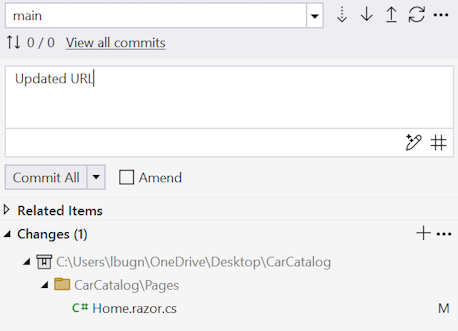 main
0 / 0 View all commits
Updated URL
Commit All Amend
Related Items
Changes (1)
C:\Users\lbugn\OneDrive\Desktop\CarCatalog
CarCatalog\Pages
C# Home.razor.cs M